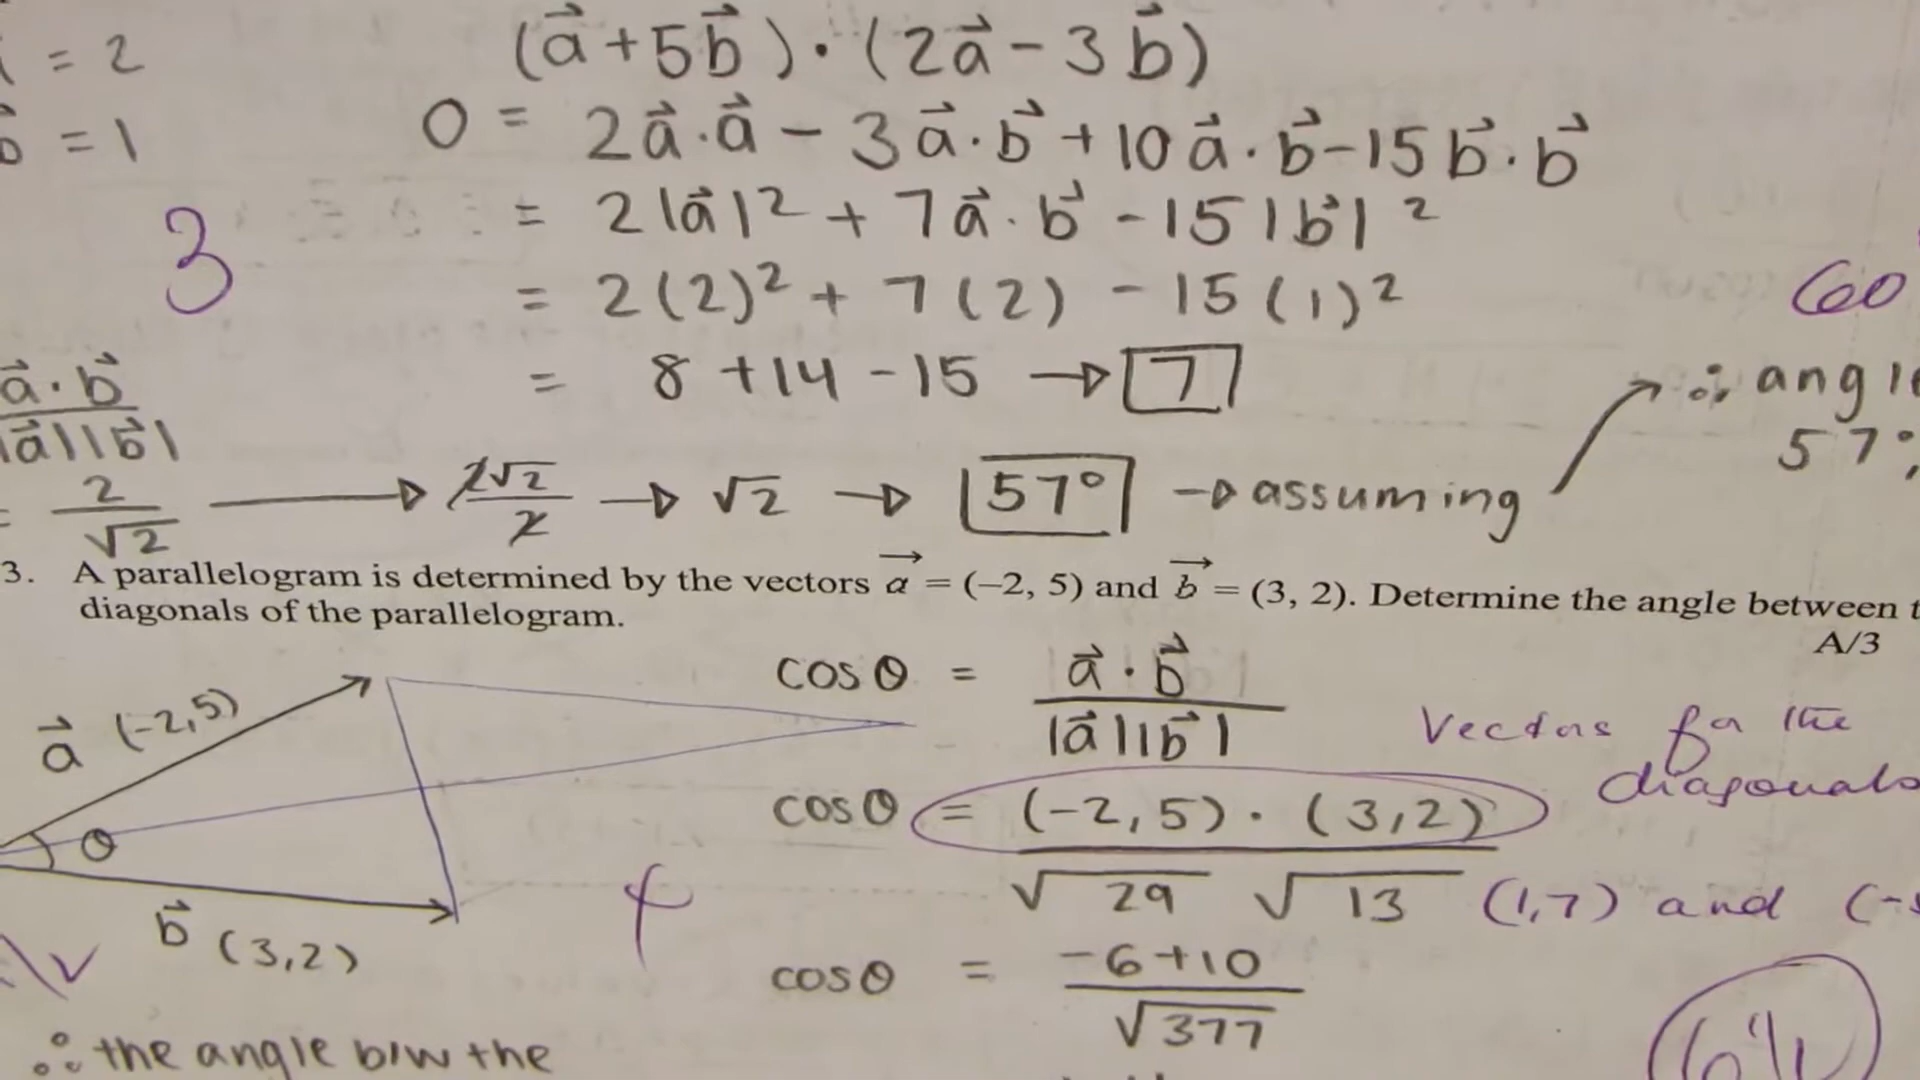 = 2
(a⃗ + 5b⃗) · (2a⃗ - 3b⃗)
b⃗ = 1
0 = 2a⃗·a⃗ - 3a⃗·b⃗ + 10a⃗·b⃗ - 15b⃗·b⃗
= 2|a⃗|² + 7a⃗·b⃗ - 15|b⃗|²
3
= 2(2)² + 7(2) - 15(1)²
60
= 8 + 14 - 15 → 7
a⃗·b⃗
|a⃗||b⃗|
∴ angle
57°,
= 2/√2 → 2√2/2 → √2 → 57° → assuming
3. A parallelogram is determined by the vectors a⃗ = (−2, 5) and b⃗ = (3, 2). Determine the angle between
diagonals of the parallelogram.
A/3
a⃗ (-2,5)
θ
b⃗ (3,2)
cosθ = a⃗·b⃗ / |a⃗||b⃗|
Vectors for the
diagonals
cosθ = (-2,5)·(3,2) / √29 √13
(1,7) and (-
cosθ = -6+10 / √377
∴ the angle b/w the